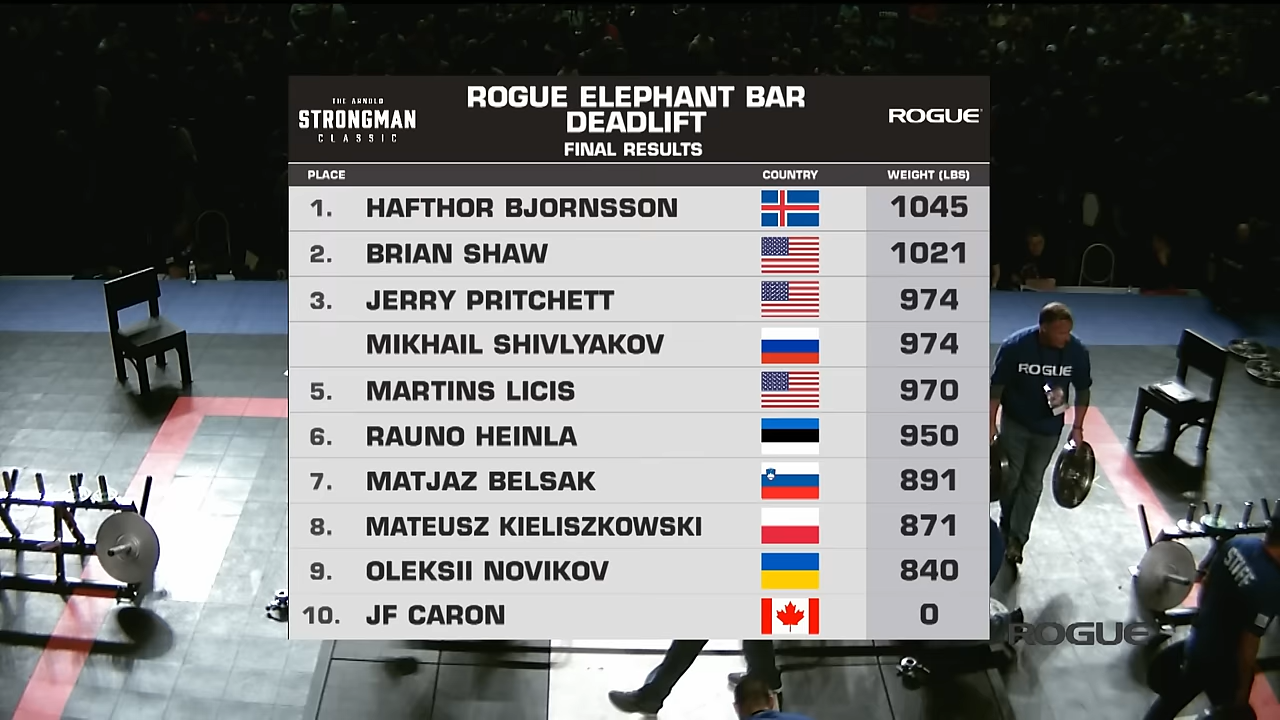 THE ARNOLD
STRONGMAN
CLASSIC
ROGUE ELEPHANT BAR
DEADLIFT
FINAL RESULTS
ROGUE
PLACE COUNTRY WEIGHT (LBS)
1. HAFTHOR BJORNSSON 1045
2. BRIAN SHAW 1021
3. JERRY PRITCHETT 974
MIKHAIL SHIVLYAKOV 974
5. MARTINS LICIS 970
6. RAUNO HEINLA 950
7. MATJAZ BELSAK 891
8. MATEUSZ KIELISZKOWSKI 871
9. OLEKSII NOVIKOV 840
10. JF CARON 0
ROGUE
STAFF
ROGUE